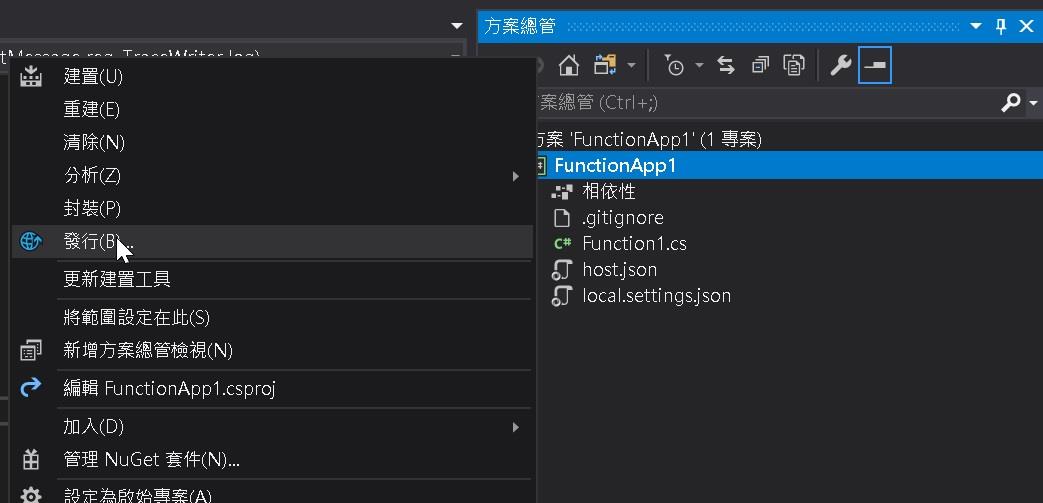 方案總管
tMessage req, TraceWriter log)
建置(U)
重建(E)
清除(N)
分析(Z)
封裝(P)
發行(B)...
更新建置工具
將範圍設定在此(S)
新增方案總管檢視(N)
編輯 FunctionApp1.csproj
加入(D)
管理 NuGet 套件(N)...
設定為啟始專案(A)
方案總管 (Ctrl+;)
方案 'FunctionApp1' (1 專案)
FunctionApp1
相依性
.gitignore
C# Function1.cs
host.json
local.settings.json